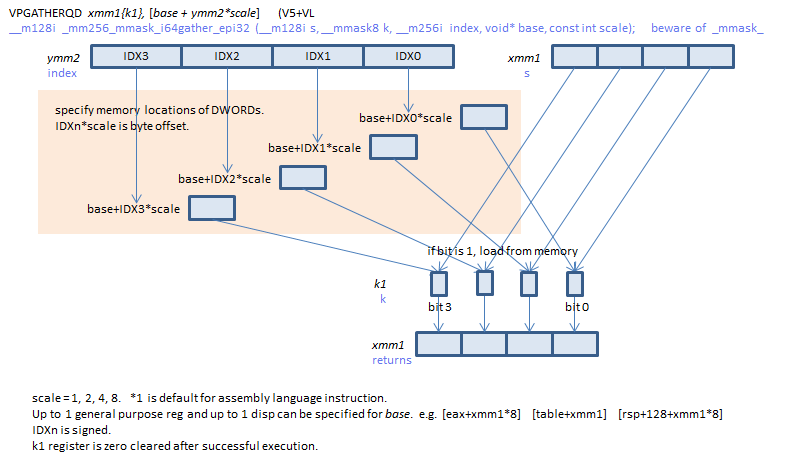 VPGATHERQD xmm1{k1}, [base + ymm2*scale] (V5+VL
__m128i _mm256_mmask_i64gather_epi32 (__m128i s, __mmask8 k, __m256i index, void* base, const int scale); beware of _mmask_
ymm2 IDX3 IDX2 IDX1 IDX0 xmm1
index s
specify memory locations of DWORDs.
IDXn*scale is byte offset.
base+IDX0*scale
base+IDX1*scale
base+IDX2*scale
base+IDX3*scale
if bit is 1, load from memory
k1
k
bit 3 bit 0
xmm1
returns
scale = 1, 2, 4, 8. *1 is default for assembly language instruction.
Up to 1 general purpose reg and up to 1 disp can be specified for base. e.g. [eax+xmm1*8] [table+xmm1] [rsp+128+xmm1*8]
IDXn is signed.
k1 register is zero cleared after successful execution.